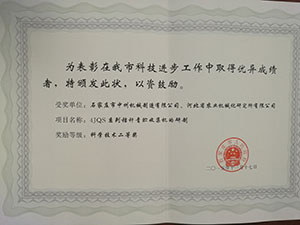 为表彰在我市科技进步工作中取得优异成绩
者，特颁发此状，以资鼓励。
受奖单位：石家庄市中州机械制造有限公司、河北省农业机械化研究所有限公司
项目名称：4JQS系列秸秆青贮收获机的研制
奖励等级：科学技术二等奖